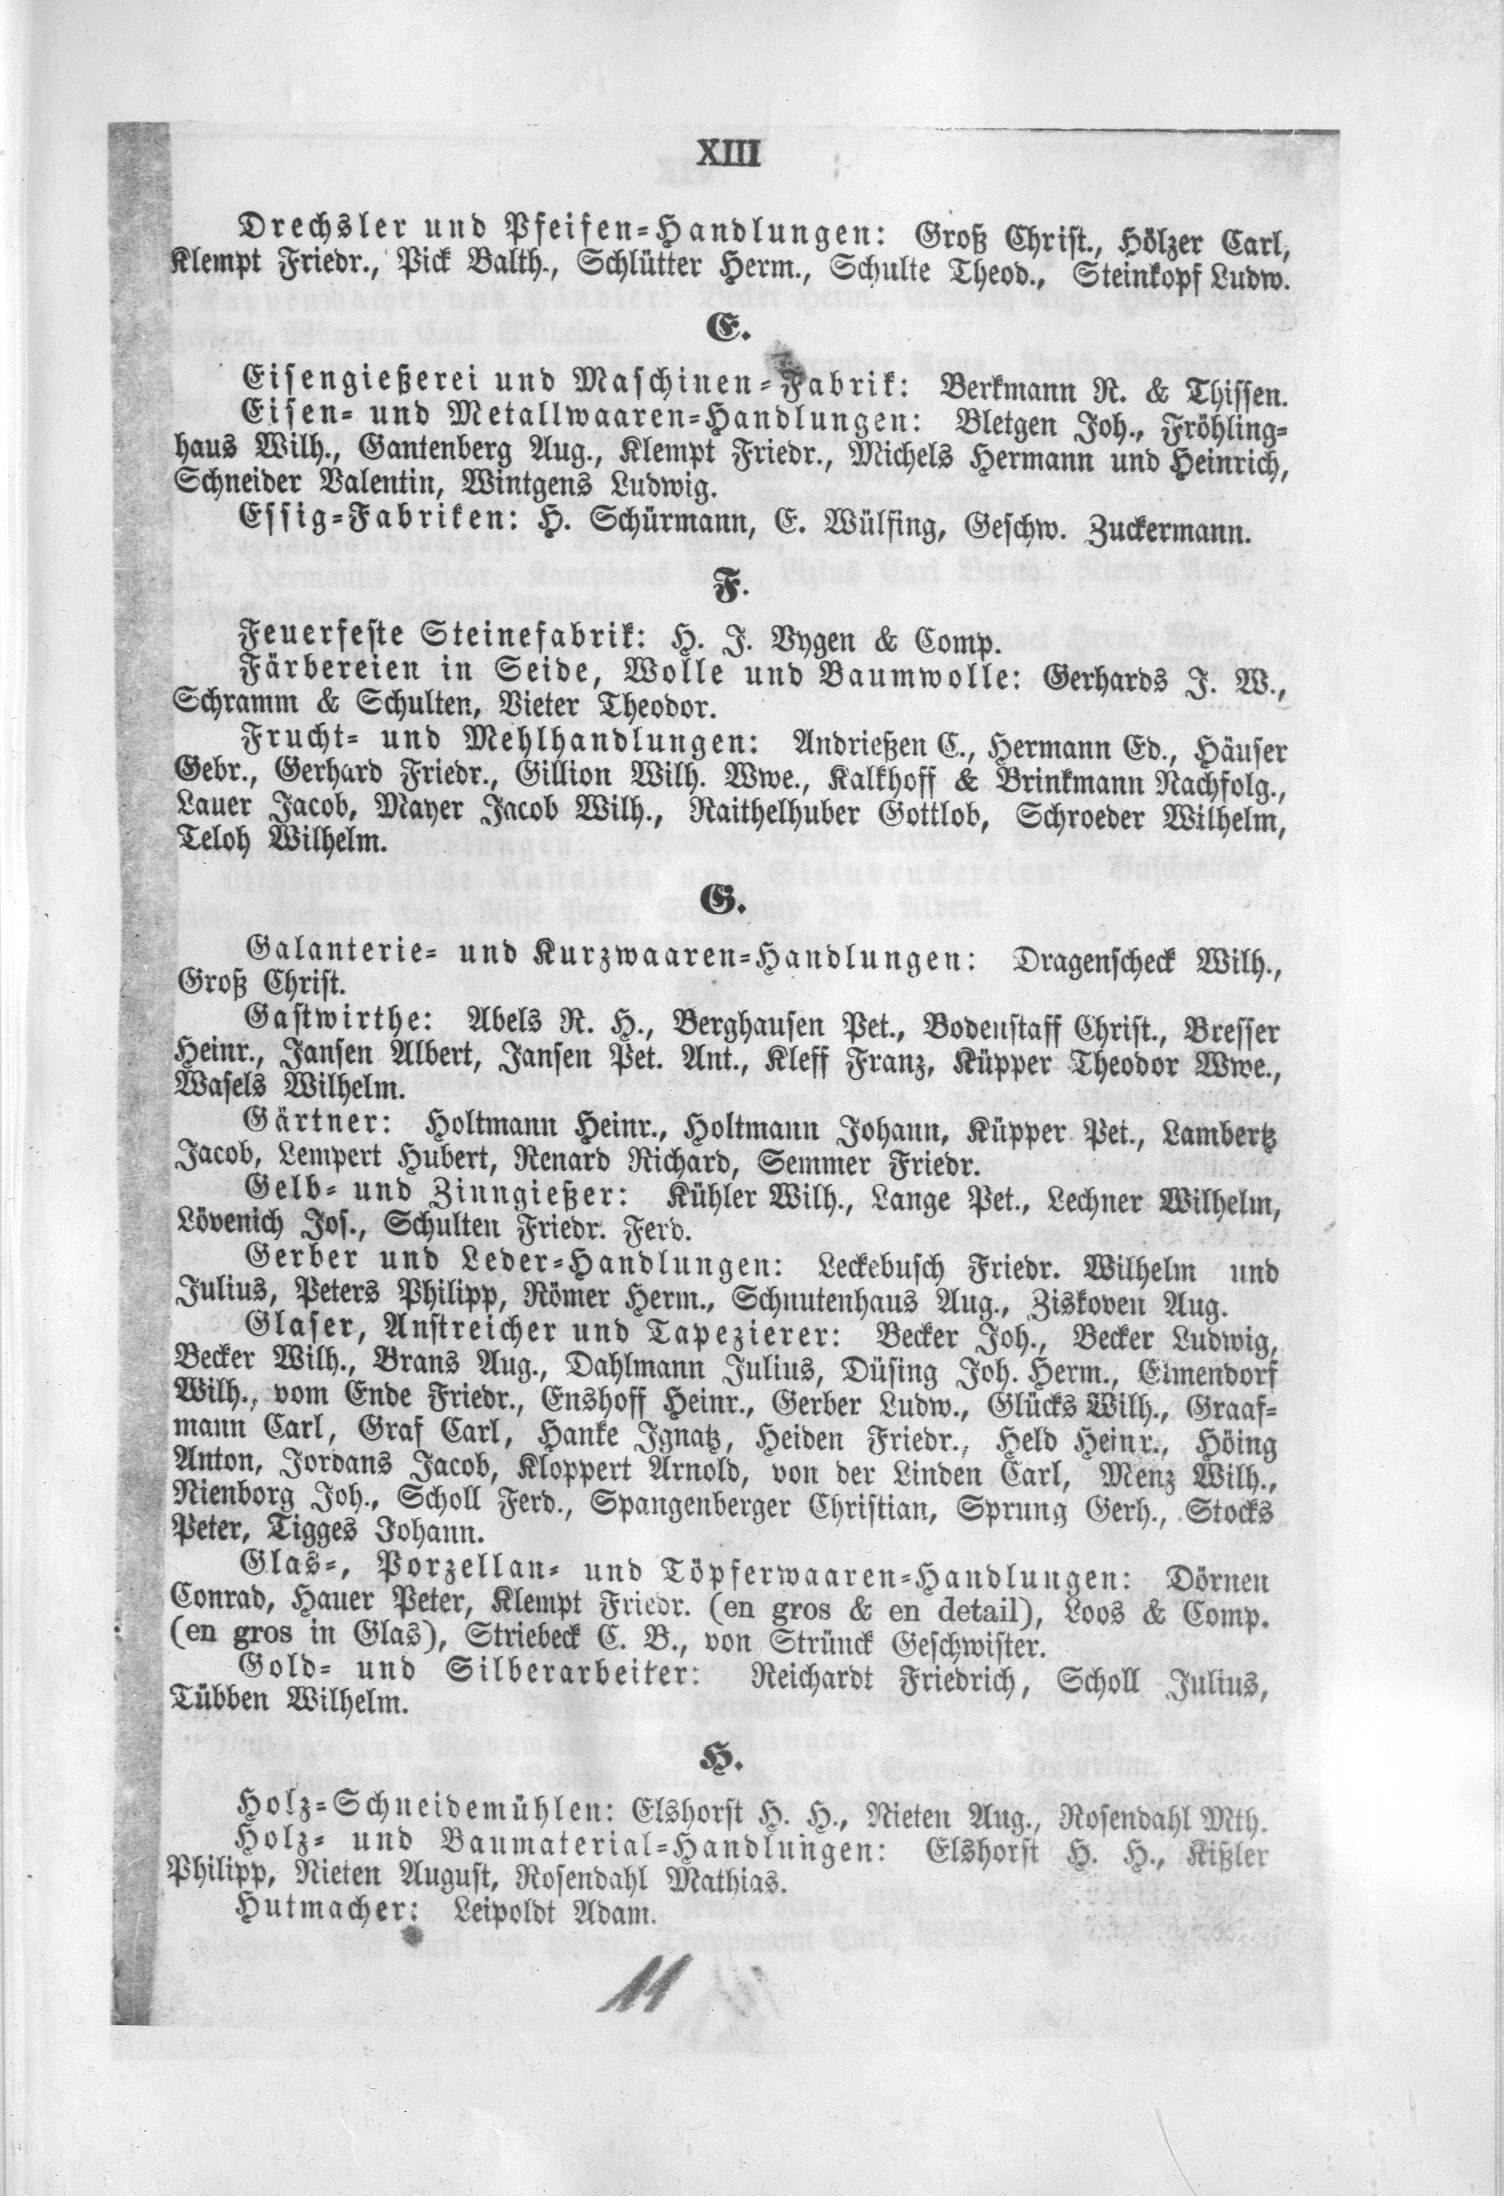 XIII
Drechsler und Pfeifen-Handlungen: Groß Christ., Hölzer Carl,
Klempt Friedr., Pick Balth., Schlütter Herm., Schulte Theod., Steinkopf Ludw.
E.
Eisengießerei und Maschinen-Fabrik: Berkmann R. & Thissen.
Eisen- und Metallwaaren-Handlungen: Bletgen Joh., Fröhling-
haus Wilh., Gantenberg Aug., Klempt Friedr., Michels Hermann und Heinrich,
Schneider Valentin, Wintgens Ludwig.
Essig-Fabriken: H. Schürmann, E. Wülfing, Geschw. Zuckermann.
F.
Feuerfeste Steinefabrik: H. J. Vygen & Comp.
Färbereien in Seide, Wolle und Baumwolle: Gerhards J. W.,
Schramm & Schulten, Vieter Theodor.
Frucht- und Mehlhandlungen: Andrießen C., Hermann Ed., Häuser
Gebr., Gerhard Friedr., Gillion Wilh. Wwe., Kalkhoff & Brinkmann Nachfolg.,
Lauer Jacob, Mayer Jacob Wilh., Raithelhuber Gottlob, Schroeder Wilhelm,
Teloh Wilhelm.
G.
Galanterie- und Kurzwaaren-Handlungen: Dragenscheck Wilh.,
Groß Christ.
Gastwirthe: Abels R. H., Berghausen Pet., Bodenstaff Christ., Bresser
Heinr., Jansen Albert, Jansen Pet. Ant., Kleff Franz, Küpper Theodor Wwe.,
Wasels Wilhelm.
Gärtner: Holtmann Heinr., Holtmann Johann, Küpper Pet., Lambertz
Jacob, Lempert Hubert, Renard Richard, Semmer Friedr.
Gelb- und Zinngießer: Kühler Wilh., Lange Pet., Lechner Wilhelm,
Lövenich Jos., Schulten Friedr. Ferd.
Gerber und Leder-Handlungen: Leckebusch Friedr. Wilhelm und
Julius, Peters Philipp, Römer Herm., Schnutenhaus Aug., Ziskoven Aug.
Glaser, Anstreicher und Tapezierer: Becker Joh., Becker Ludwig,
Becker Wilh., Brans Aug., Dahlmann Julius, Düsing Joh. Herm., Elmendorf
Wilh., vom Ende Friedr., Enshoff Heinr., Gerber Ludw., Glücks Wilh., Graaf-
mann Carl, Graf Carl, Hanke Ignatz, Heiden Friedr., Held Heinr., Höing
Anton, Jordans Jacob, Kloppert Arnold, von der Linden Carl, Menz Wilh.,
Nienborg Joh., Scholl Ferd., Spangenberger Christian, Sprung Gerh., Stocks
Peter, Tigges Johann.
Glas-, Porzellan- und Töpferwaaren-Handlungen: Dörnen
Conrad, Hauer Peter, Klempt Friedr. (en gros & en detail), Loos & Comp.
(en gros in Glas), Striebeck C. B., von Strünck Geschwister.
Gold- und Silberarbeiter: Reichardt Friedrich, Scholl Julius,
Tübben Wilhelm.
H.
Holz-Schneidemühlen: Elshorst H. H., Nieten Aug., Rosendahl Mth.
Holz- und Baumaterial-Handlungen: Elshorst H. H., Kißler
Philipp, Nieten August, Rosendahl Mathias.
Hutmacher: Leipoldt Adam.
11